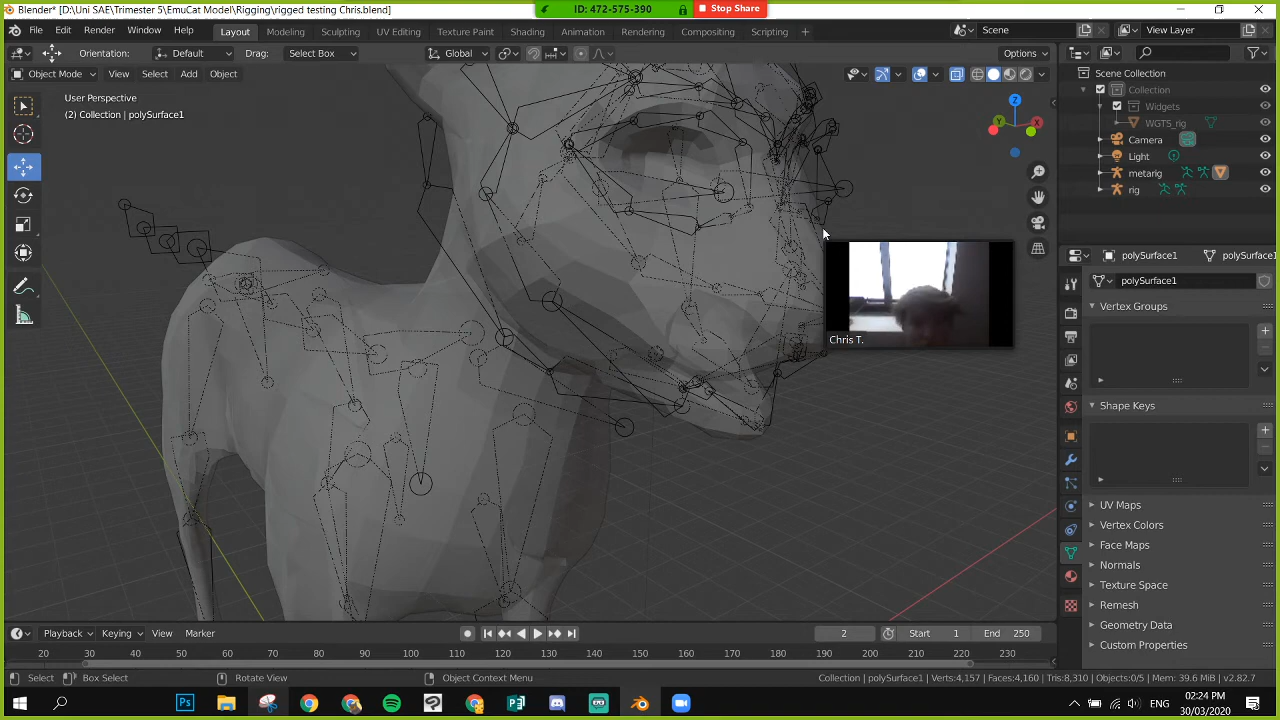 Blender* [D:\Uni SAE\Trimester 5\EmuCat Model\Rigging\rigged testing Chris.blend]
ID: 472-575-390
Stop Share
File Edit Render Window Help
Layout Modeling Sculpting UV Editing Texture Paint Shading Animation Rendering Compositing Scripting +
Scene
View Layer
Orientation: Default Drag: Select Box
Global
Options
Object Mode View Select Add Object
User Perspective
(2) Collection | polySurface1
Z
Y
X
Scene Collection
Collection
Widgets
WGTS_rig
Camera
Light
metarig
rig
polySurface1
polySurface1
polySurface1
Vertex Groups
Shape Keys
UV Maps
Vertex Colors
Face Maps
Normals
Texture Space
Remesh
Geometry Data
Custom Properties
Chris T.
Playback Keying View Marker
2
Start 1 End 250
20 30 40 50 60 70 80 90 100 110 120 130 140 150 160 170 180 190 200 210 220 230
Select Box Select Rotate View Object Context Menu
Collection | polySurface1 | Verts:4,157 | Faces:4,160 | Tris:8,310 | Objects:0/5 | Mem: 39.6 MiB | v2.82.7
Ps
02:24 PM
30/03/2020